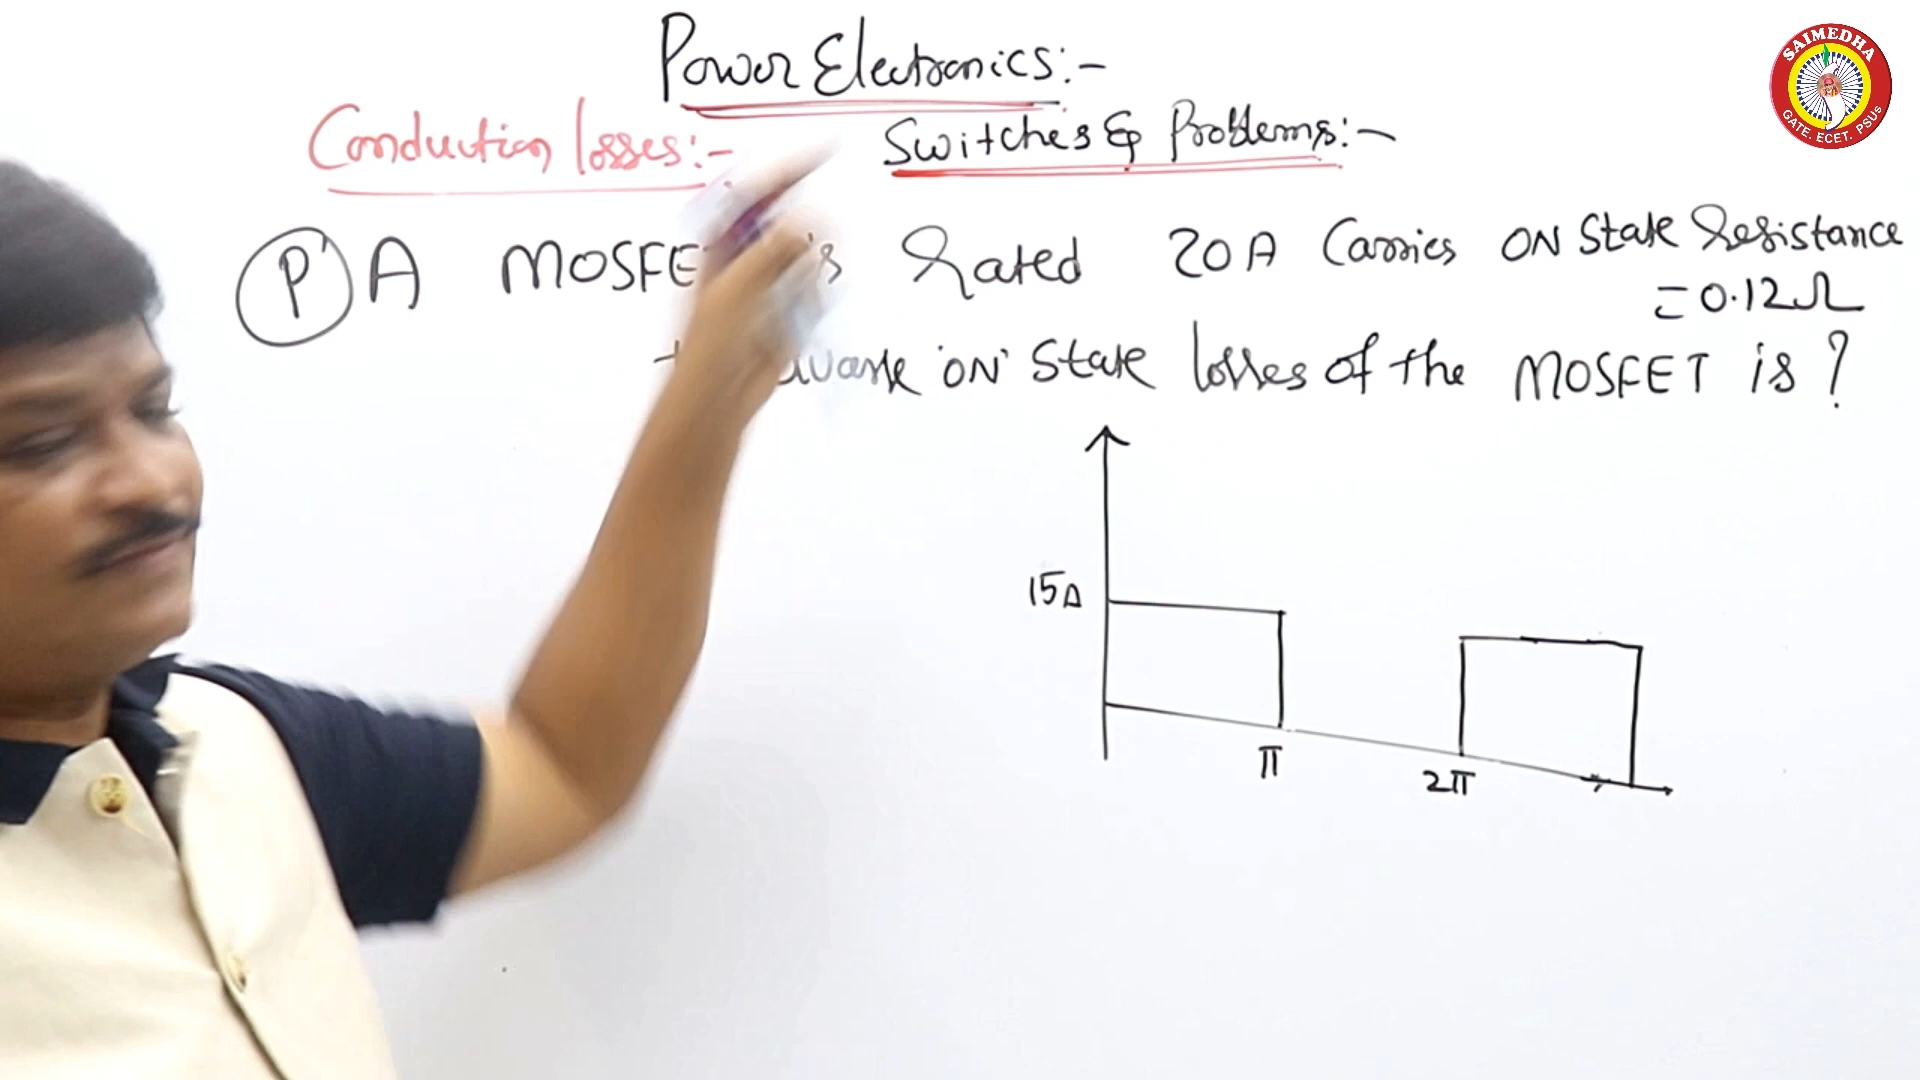 Power Electronics:-
Conduction losses:- Switches & Problems:-
P A MOSFET is rated 20A Carries ON State Resistance
= 0.12Ω
'ON' State losses of the MOSFET is ?
15A
π
2π
SAIMEDHA
GATE. ECET. PSUs